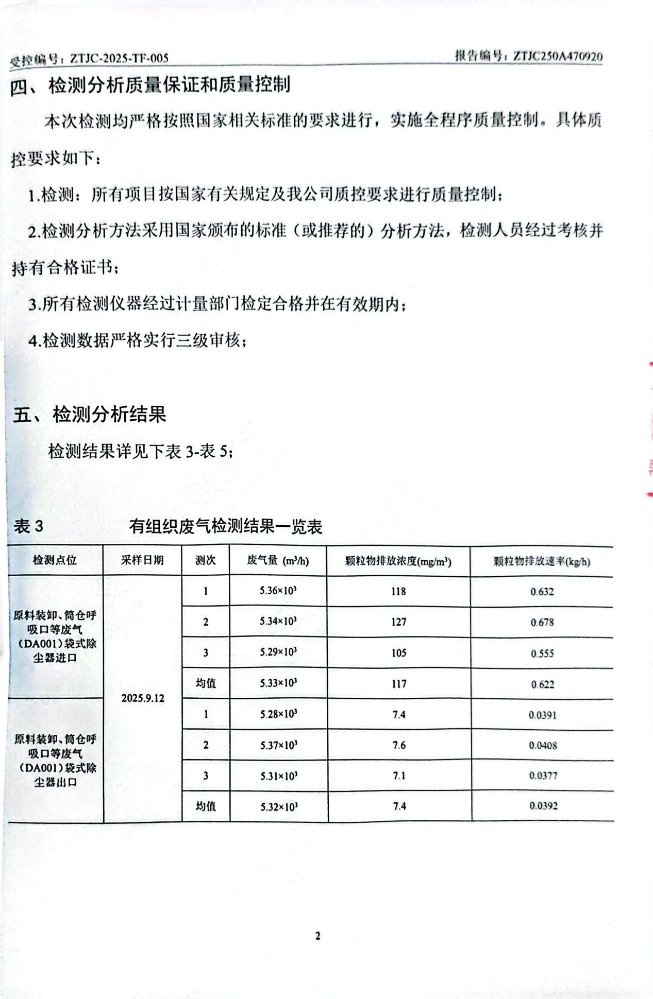 受控编号：ZTJC-2025-TF-005
报告编号：ZTJC250A470920
四、检测分析质量保证和质量控制
本次检测均严格按照国家相关标准的要求进行，实施全程序质量控制。具体质
控要求如下：
1.检测：所有项目按国家有关规定及我公司质控要求进行质量控制；
2.检测分析方法采用国家颁布的标准（或推荐的）分析方法，检测人员经过考核并
持有合格证书；
3.所有检测仪器经过计量部门检定合格并在有效期内；
4.检测数据严格实行三级审核；
五、检测分析结果
检测结果详见下表 3-表 5；
表 3 有组织废气检测结果一览表
检测点位 采样日期 测次 废气量 (m³/h) 颗粒物排放浓度(mg/m³) 颗粒物排放速率(kg/h)
原料装卸、筒仓呼
吸口等废气
（DA001）袋式除
尘器进口
2025.9.12
1 5.36×10³ 118 0.632
2 5.34×10³ 127 0.678
3 5.29×10³ 105 0.555
均值 5.33×10³ 117 0.622
原料装卸、筒仓呼
吸口等废气
（DA001）袋式除
尘器出口
1 5.28×10³ 7.4 0.0391
2 5.37×10³ 7.6 0.0408
3 5.31×10³ 7.1 0.0377
均值 5.32×10³ 7.4 0.0392
2